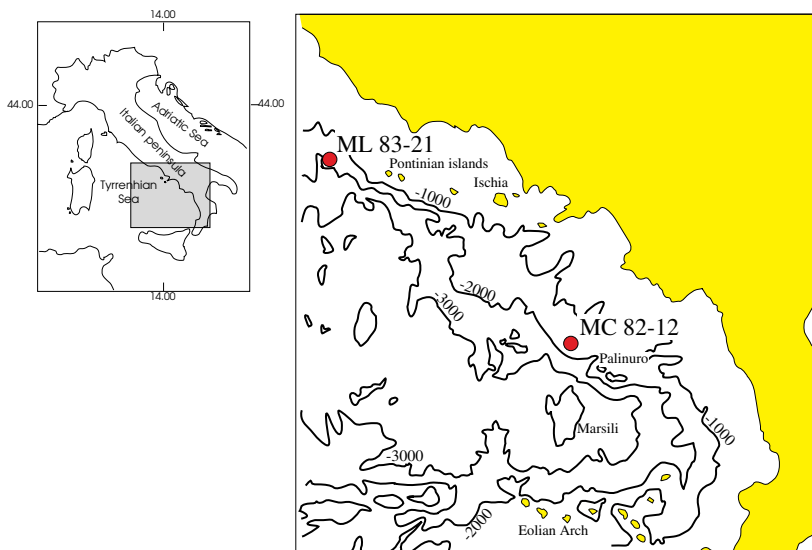 14.00
44.00
44.00
Adriatic Sea
Italian peninsula
Tyrrenhian
Sea
14.00
ML 83-21
Pontinian islands
Ischia
-1000
-2000
-3000
MC 82-12
Palinuro
Marsili
-1000
-3000
-2000
Eolian Arch